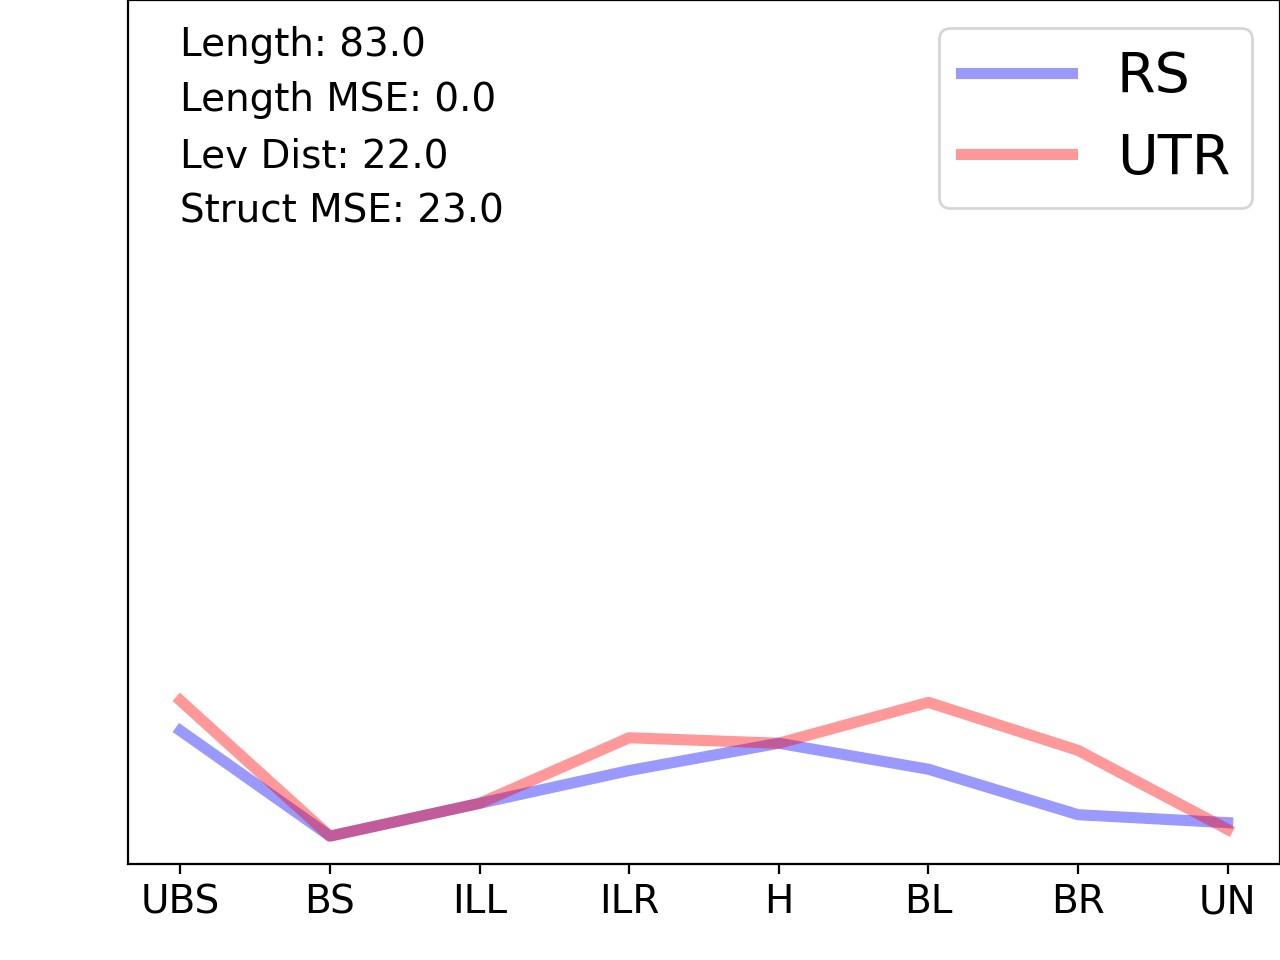 Length: 83.0
Length MSE: 0.0
Lev Dist: 22.0
Struct MSE: 23.0
RS
UTR
UBS BS ILL ILR H BL BR UN